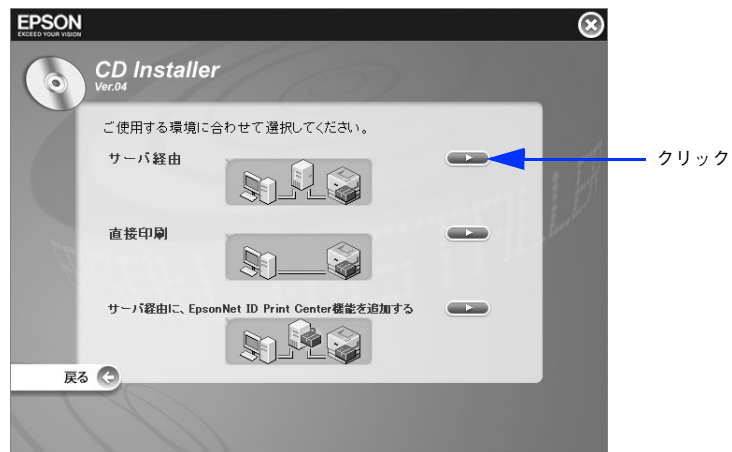 EPSON
EXCEED YOUR VISION
CD Installer
Ver.04
ご使用する環境に合わせて選択してください。
サーバ経由
クリック
直接印刷
サーバ経由に、EpsonNet ID Print Center機能を追加する
戻る